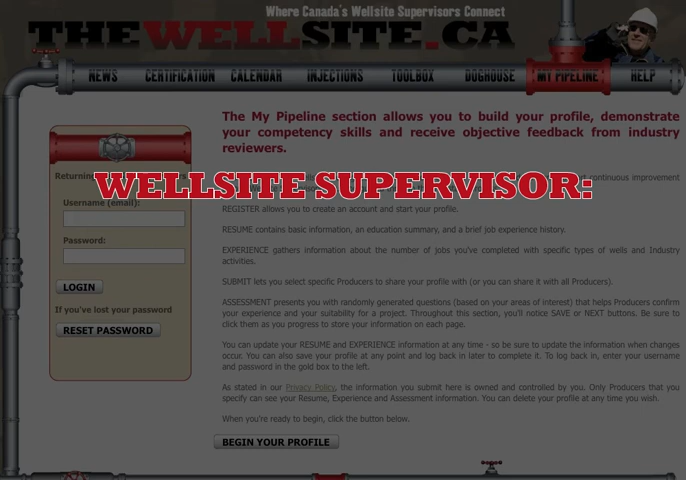 Where Canada's Wellsite Supervisors Connect
THEWELLSITE.CA
NEWS CERTIFICATION CALENDAR INJECTIONS TOOLBOX DOGHOUSE MY PIPELINE HELP
The My Pipeline section allows you to build your profile, demonstrate
your competency skills and receive objective feedback from industry
reviewers.
Returning
continuous improvement
WELLSITE SUPERVISOR:
Username (email):
Password:
LOGIN
If you've lost your password
RESET PASSWORD
REGISTER allows you to create an account and start your profile.
RESUME contains basic information, an education summary, and a brief job experience history.
EXPERIENCE gathers information about the number of jobs you've completed with specific types of wells and Industry
activities.
SUBMIT lets you select specific Producers to share your profile with (or you can share it with all Producers).
ASSESSMENT presents you with randomly generated questions (based on your areas of interest) that helps Producers confirm
your experience and your suitability for a project. Throughout this section, you'll notice SAVE or NEXT buttons. Be sure to
click them as you progress to store your information on each page.
You can update your RESUME and EXPERIENCE information at any time - so be sure to update the information when changes
occur. You can also save your profile at any point and log back in later to complete it. To log back in, enter your username
and password in the gold box to the left.
As stated in our Privacy Policy, the information you submit here is owned and controlled by you. Only Producers that you
specify can see your Resume, Experience and Assessment information. You can delete your profile at any time you wish.
When you're ready to begin, click the button below.
BEGIN YOUR PROFILE